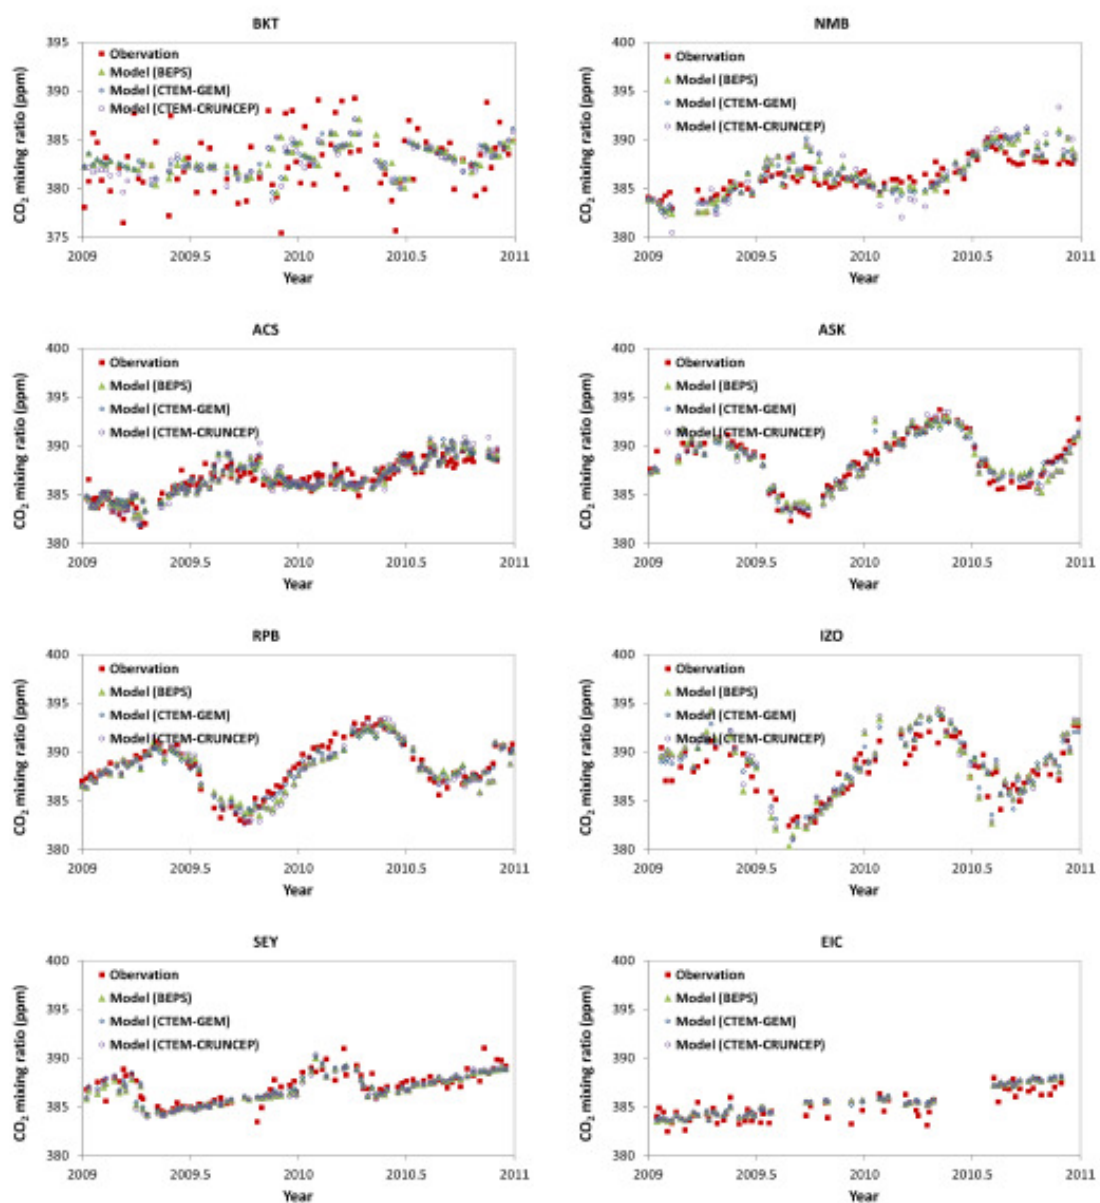 BKT
CO2 mixing ratio (ppm)
395
390
385
380
375
Obervation
Model (BEPS)
Model (CTEM-GEM)
Model (CTEM-CRUNCEP)
2009
2009.5
2010
2010.5
2011
Year
NMB
CO2 mixing ratio (ppm)
400
395
390
385
380
Obervation
Model (BEPS)
Model (CTEM-GEM)
Model (CTEM-CRUNCEP)
2009
2009.5
2010
2010.5
2011
Year
ACS
CO2 mixing ratio (ppm)
400
395
390
385
380
Obervation
Model (BEPS)
Model (CTEM-GEM)
Model (CTEM-CRUNCEP)
2009
2009.5
2010
2010.5
2011
Year
ASK
CO2 mixing ratio (ppm)
400
395
390
385
380
Obervation
Model (BEPS)
Model (CTEM-GEM)
Model (CTEM-CRUNCEP)
2009
2009.5
2010
2010.5
2011
Year
RPB
CO2 mixing ratio (ppm)
400
395
390
385
380
Obervation
Model (BEPS)
Model (CTEM-GEM)
Model (CTEM-CRUNCEP)
2009
2009.5
2010
2010.5
2011
Year
IZO
CO2 mixing ratio (ppm)
400
395
390
385
380
Obervation
Model (BEPS)
Model (CTEM-GEM)
Model (CTEM-CRUNCEP)
2009
2009.5
2010
2010.5
2011
Year
SEY
CO2 mixing ratio (ppm)
400
395
390
385
380
Obervation
Model (BEPS)
Model (CTEM-GEM)
Model (CTEM-CRUNCEP)
2009
2009.5
2010
2010.5
2011
Year
EIC
CO2 mixing ratio (ppm)
400
395
390
385
380
Obervation
Model (BEPS)
Model (CTEM-GEM)
Model (CTEM-CRUNCEP)
2009
2009.5
2010
2010.5
2011
Year